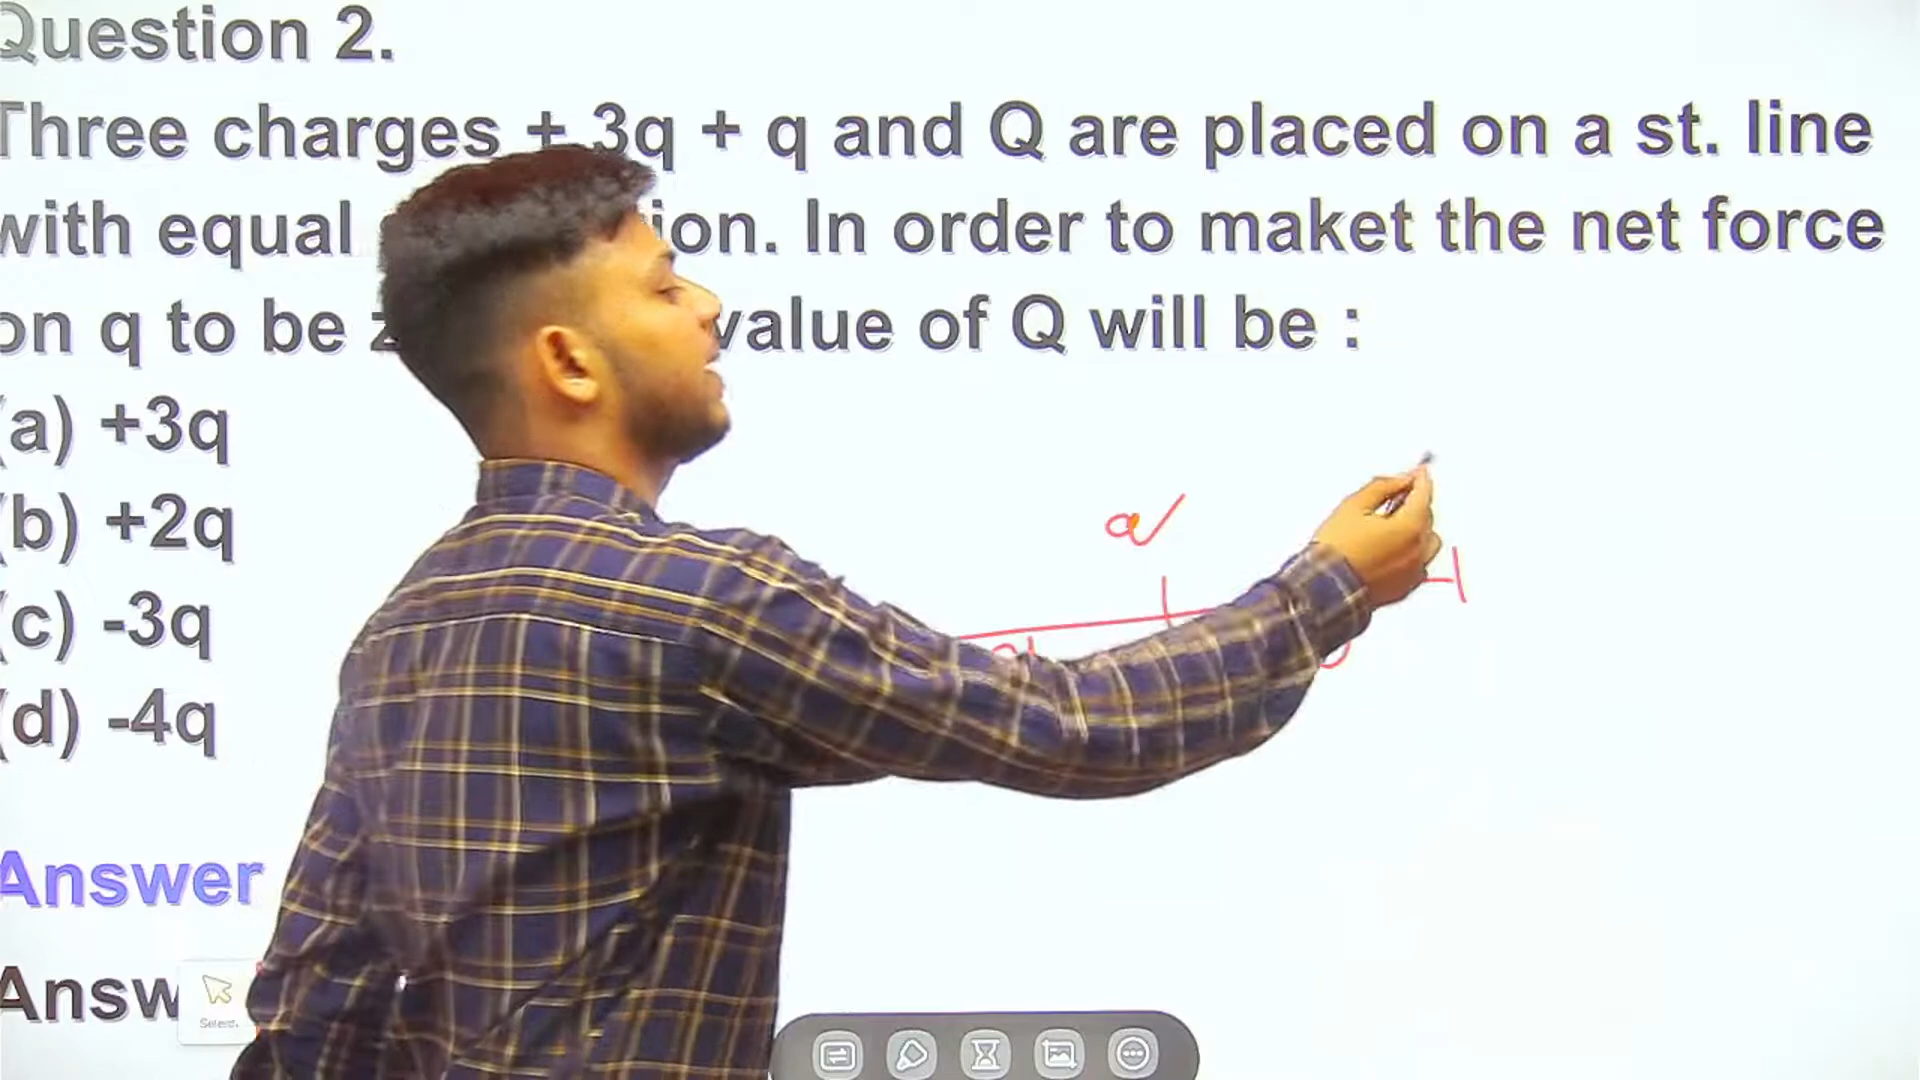 Question 2.
Three charges + 3q + q and Q are placed on a st. line
with equal ion. In order to maket the net force
on q to be value of Q will be :
(a) +3q
(b) +2q
(c) -3q
(d) -4q
Answer
Answ
Select.